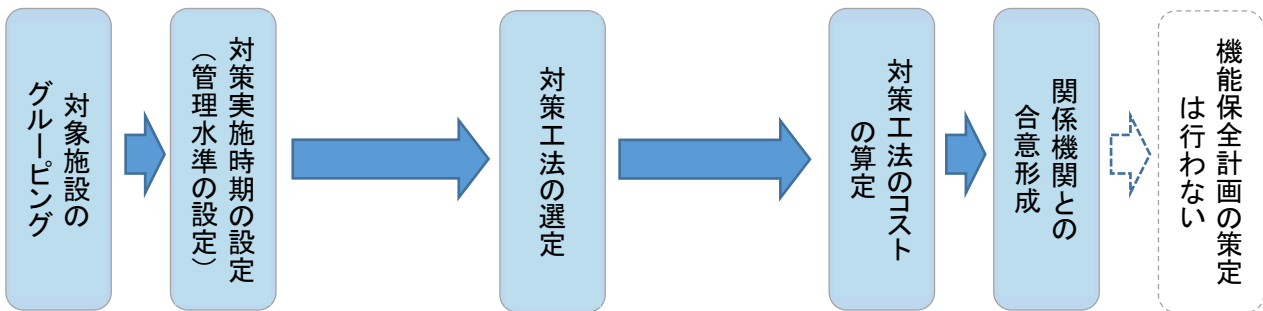 対象施設の
グルーピング
対策実施時期の設定
（管理水準の設定）
対策工法の選定
対策工法のコスト
の算定
関係機関との
合意形成
機能保全計画の策定
は行わない